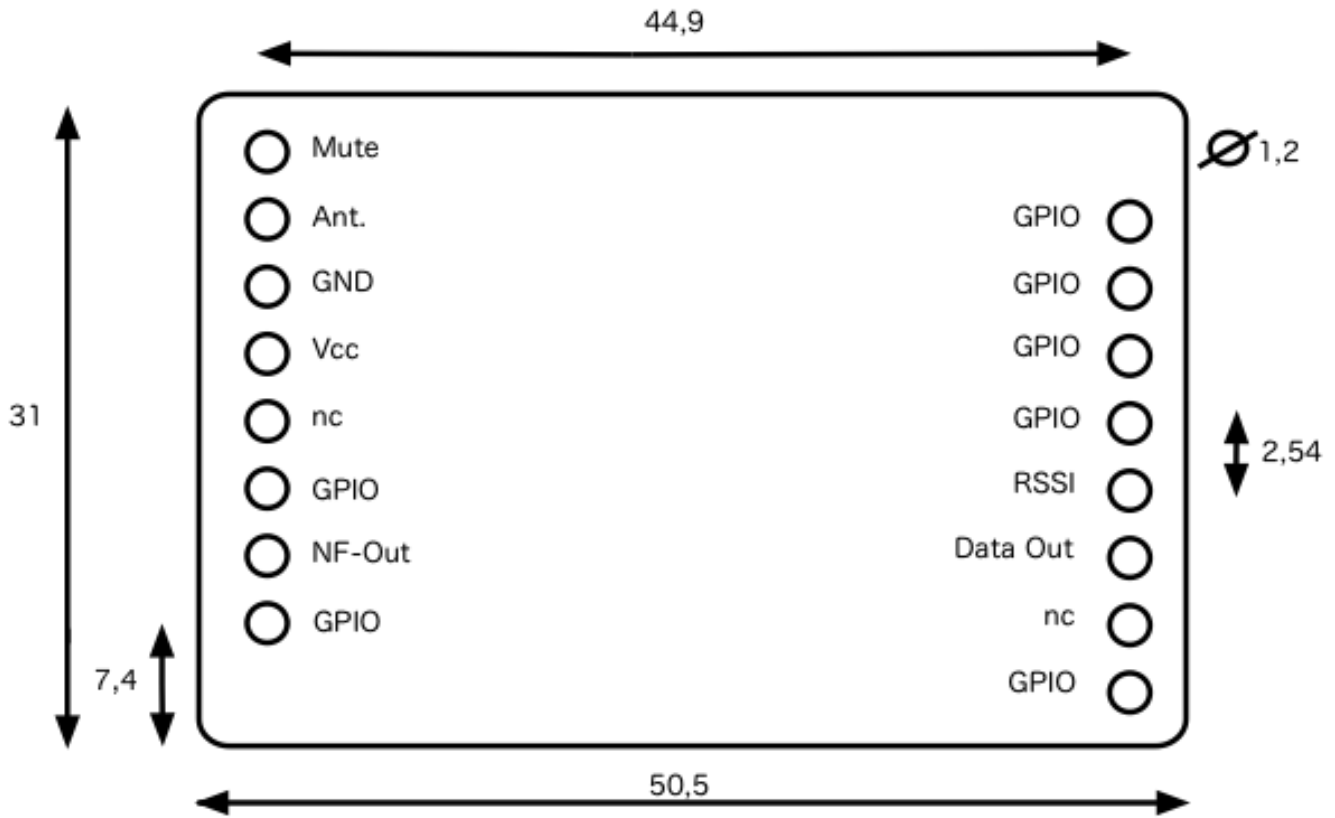 44,9
Mute
1,2
Ant.
GPIO
GND
GPIO
Vcc
GPIO
31
nc
GPIO
2,54
GPIO
RSSI
NF-Out
Data Out
GPIO
nc
7,4
GPIO
50,5